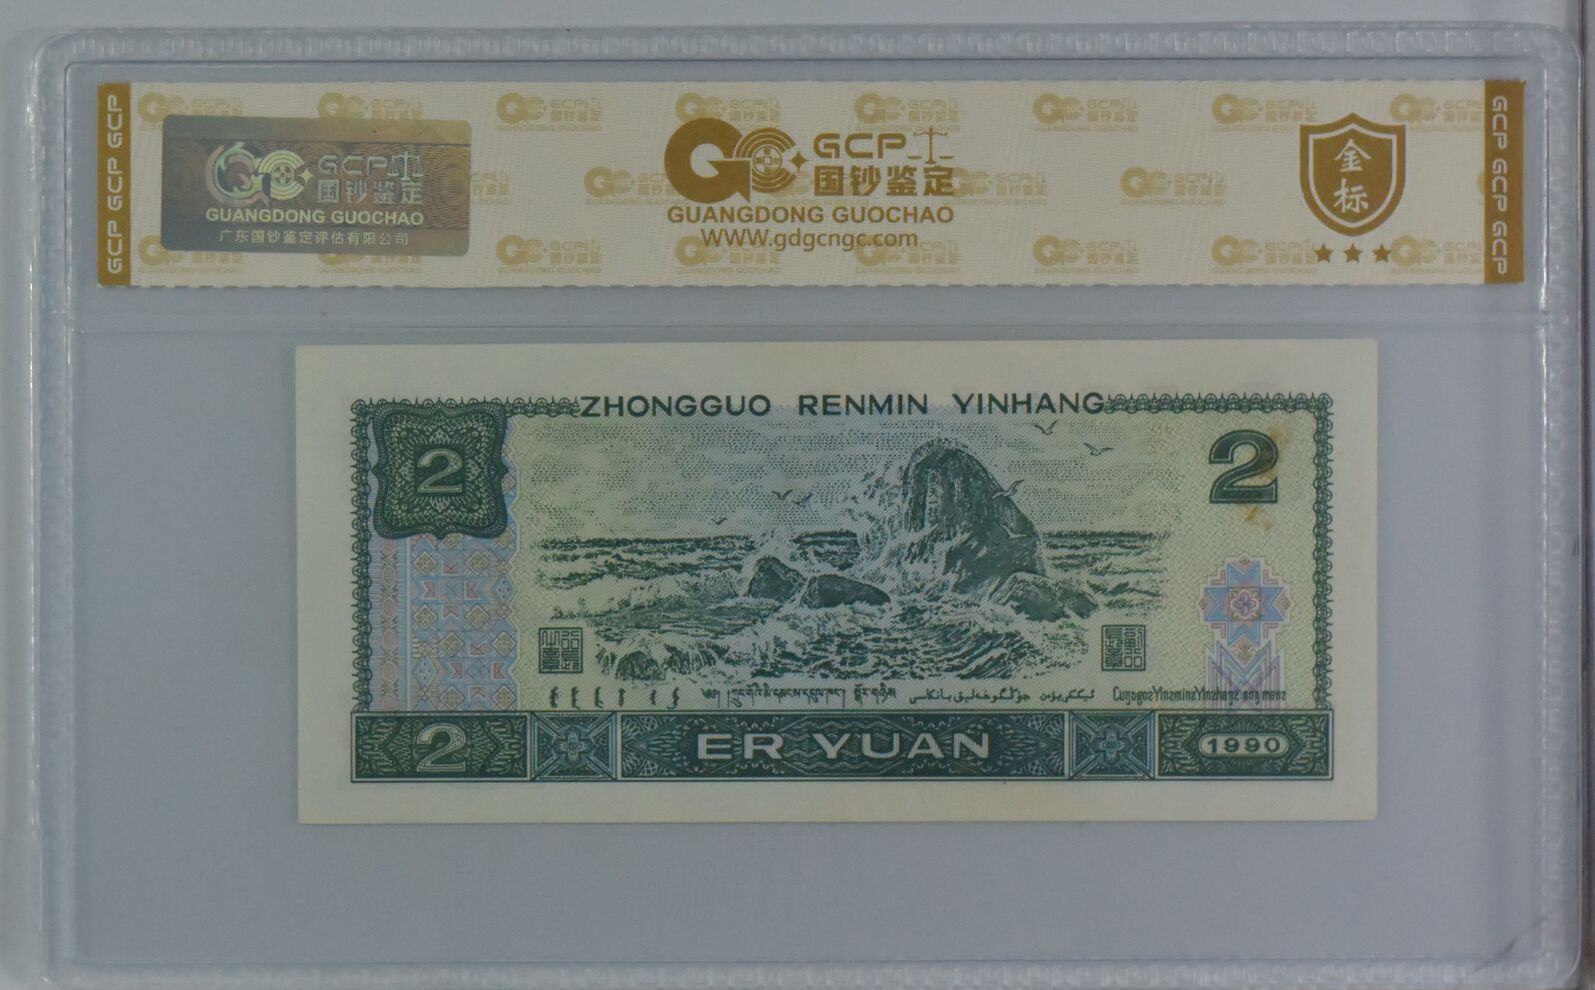 GCP GCP GCP
GCP
国钞鉴定
GUANGDONG GUOCHAO
广东国钞鉴定评估有限公司
GCP
国钞鉴定
GUANGDONG GUOCHAO
WWW.gdgcngc.com
金
标
GCP GCP GCP
ZHONGGUO RENMIN YINHANG
2
2
2
ER YUAN
1990